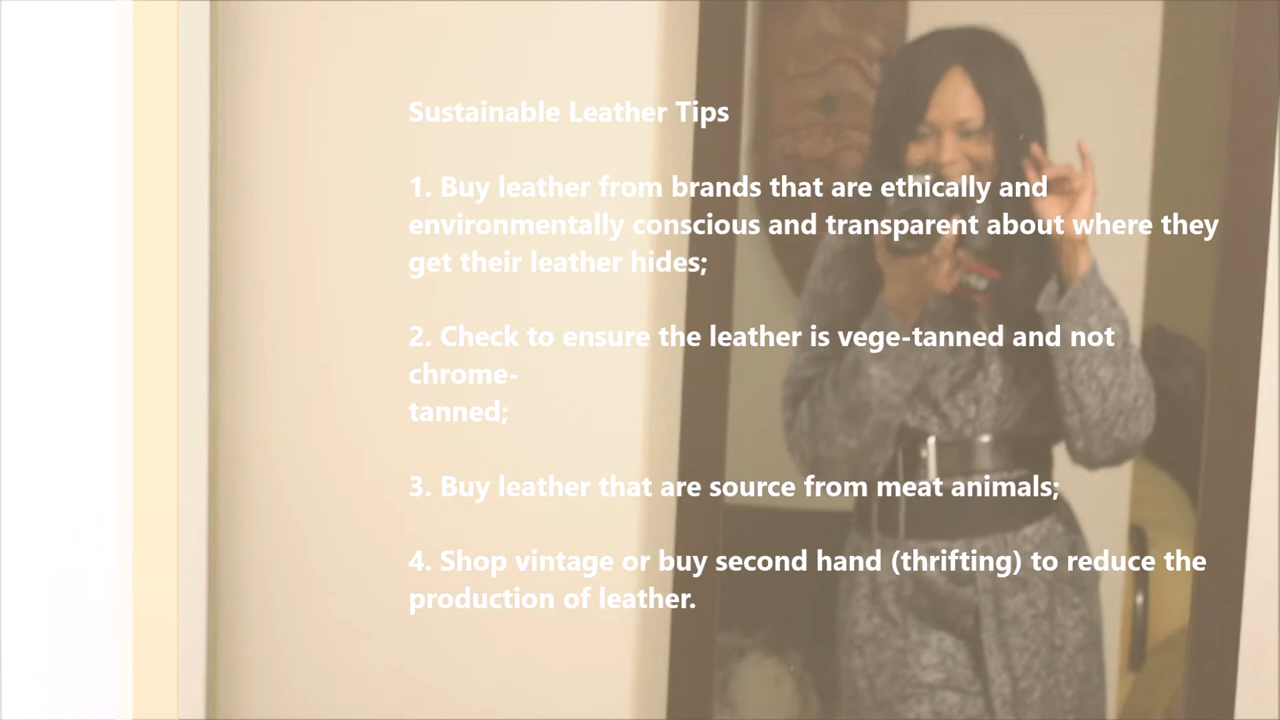 Sustainable Leather Tips
1. Buy leather from brands that are ethically and
environmentally conscious and transparent about where they
get their leather hides;
2. Check to ensure the leather is vege-tanned and not
chrome-
tanned;
3. Buy leather that are source from meat animals;
4. Shop vintage or buy second hand (thrifting) to reduce the
production of leather.